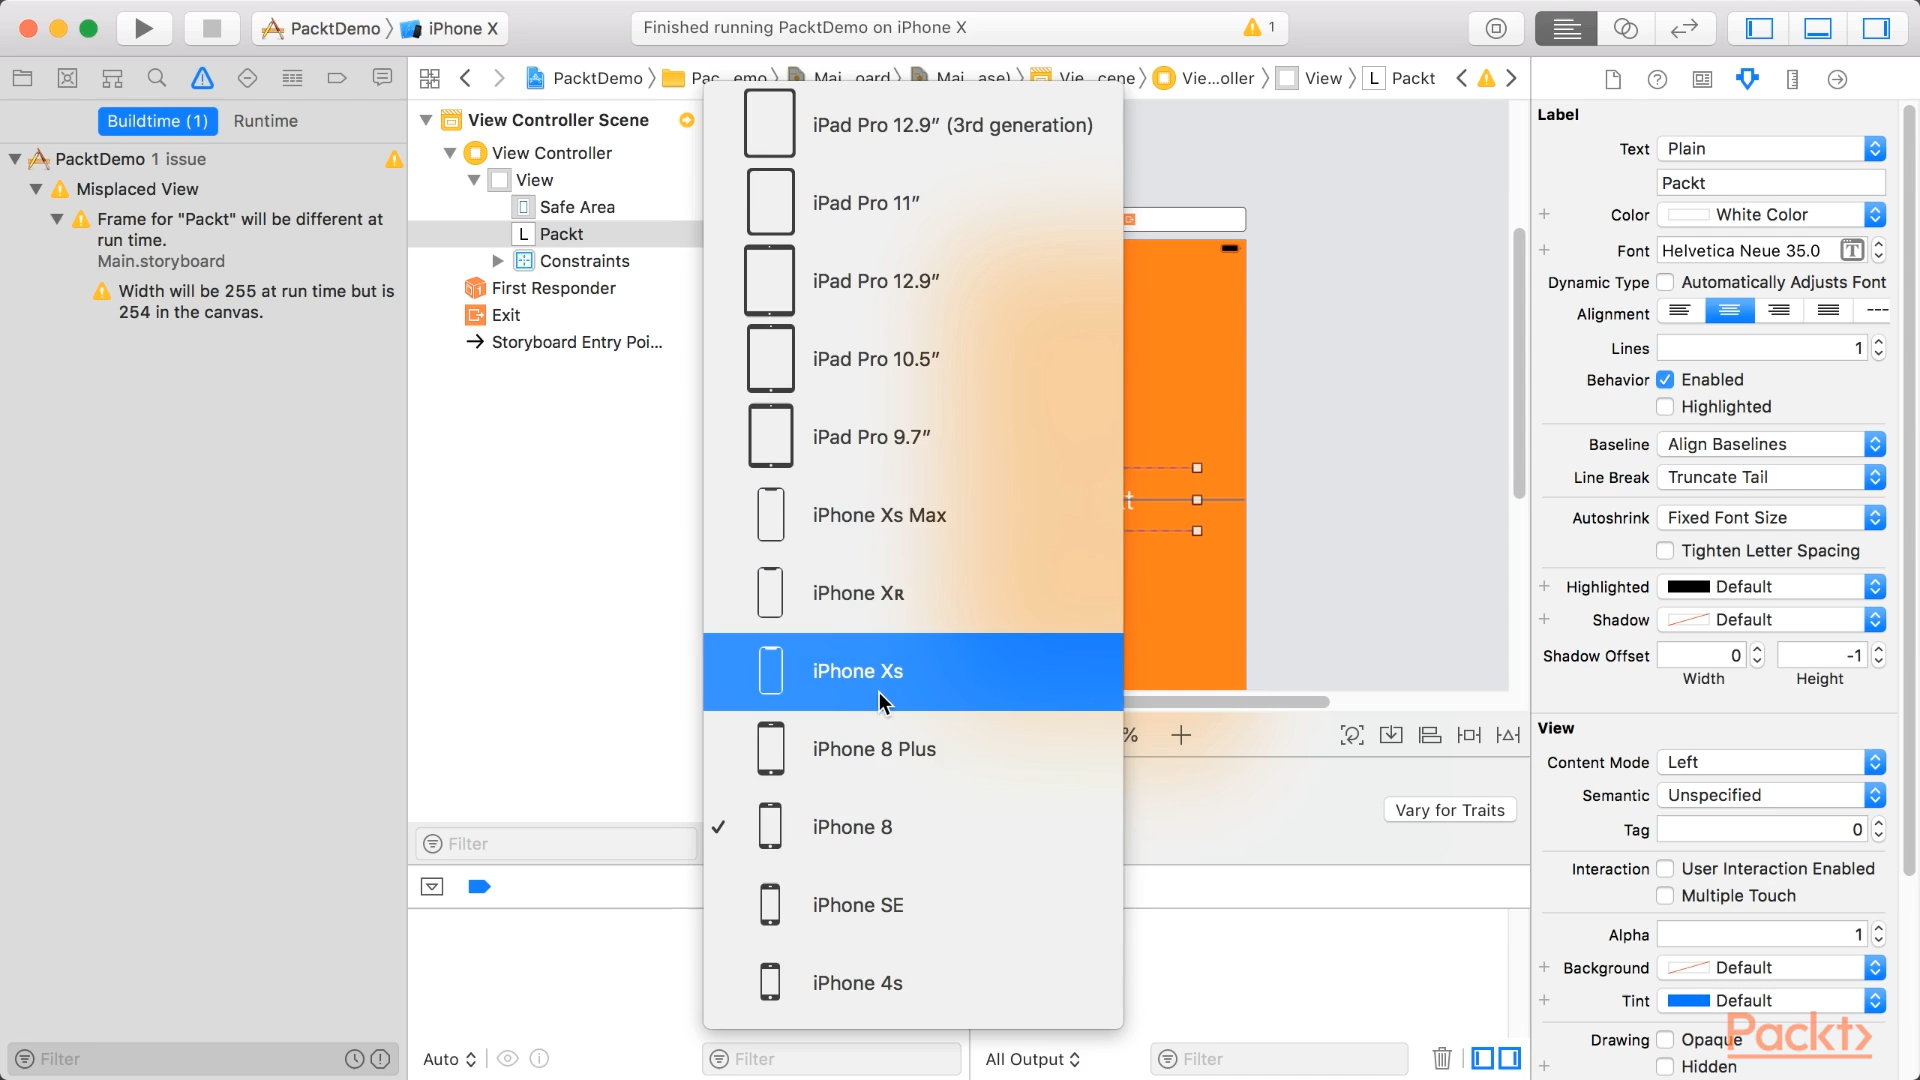 PacktDemo
iPhone X
Finished running PacktDemo on iPhone X
1
PacktDemo
Pac...emo
Mai...oard)
Mai...ase)
Vie...cene
Vie...oller
View
L Packt
Buildtime (1)
Runtime
PacktDemo 1 issue
Misplaced View
Frame for "Packt" will be different at
run time.
Main.storyboard
Width will be 255 at run time but is
254 in the canvas.
Filter
View Controller Scene
View Controller
View
Safe Area
L Packt
Constraints
First Responder
Exit
Storyboard Entry Poi...
Filter
iPad Pro 12.9″ (3rd generation)
iPad Pro 11″
iPad Pro 12.9″
iPad Pro 10.5″
iPad Pro 9.7″
iPhone Xs Max
iPhone XR
iPhone Xs
iPhone 8 Plus
iPhone 8
iPhone SE
iPhone 4s
t
%
Vary for Traits
Auto
Filter
All Output
Filter
Label
Text Plain
Packt
Color White Color
Font Helvetica Neue 35.0
Dynamic Type Automatically Adjusts Font
Alignment
Lines 1
Behavior Enabled
Highlighted
Baseline Align Baselines
Line Break Truncate Tail
Autoshrink Fixed Font Size
Tighten Letter Spacing
Highlighted Default
Shadow Default
Shadow Offset 0 -1
Width Height
View
Content Mode Left
Semantic Unspecified
Tag 0
Interaction User Interaction Enabled
Multiple Touch
Alpha 1
Background Default
Tint Default
Drawing Opaque
Hidden
Packt>